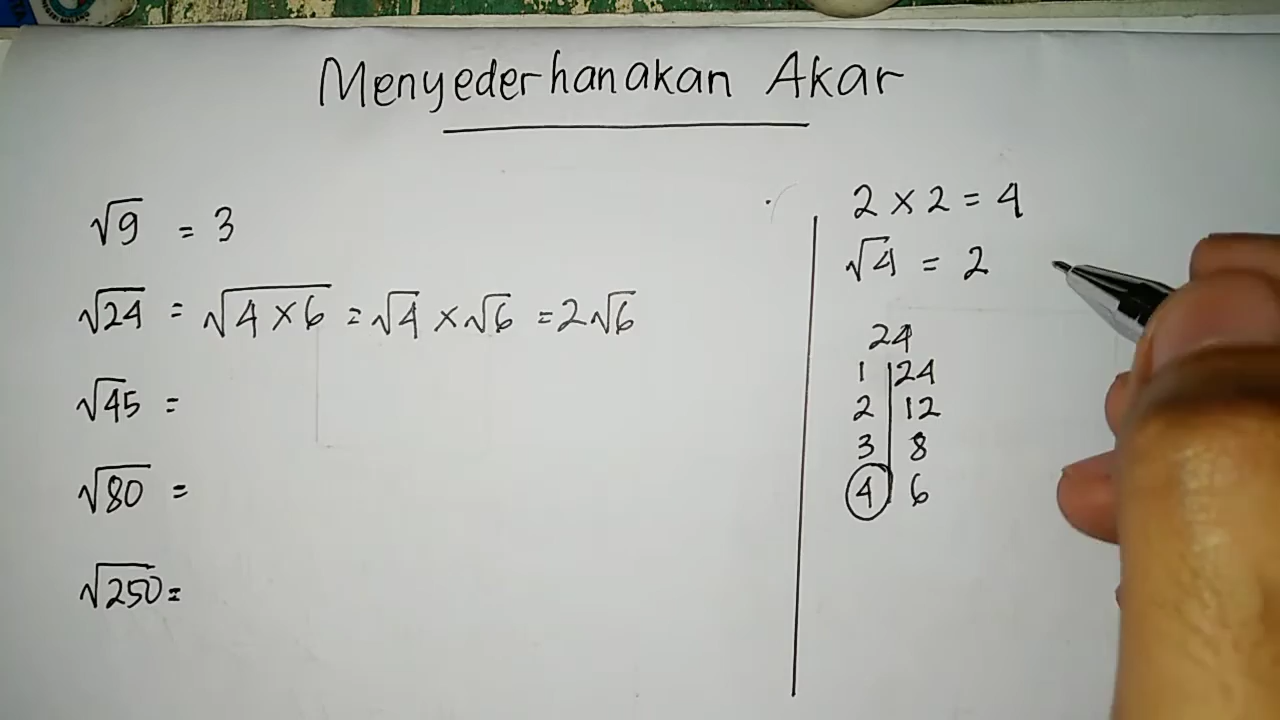 Menyederhanakan Akar
√9 = 3
√24 = √4 × 6 = √4 × √6 = 2√6
√45 =
√80 =
√250 =
2 × 2 = 4
√4 = 2
24
1 | 24
2 | 12
3 | 8
4 | 6